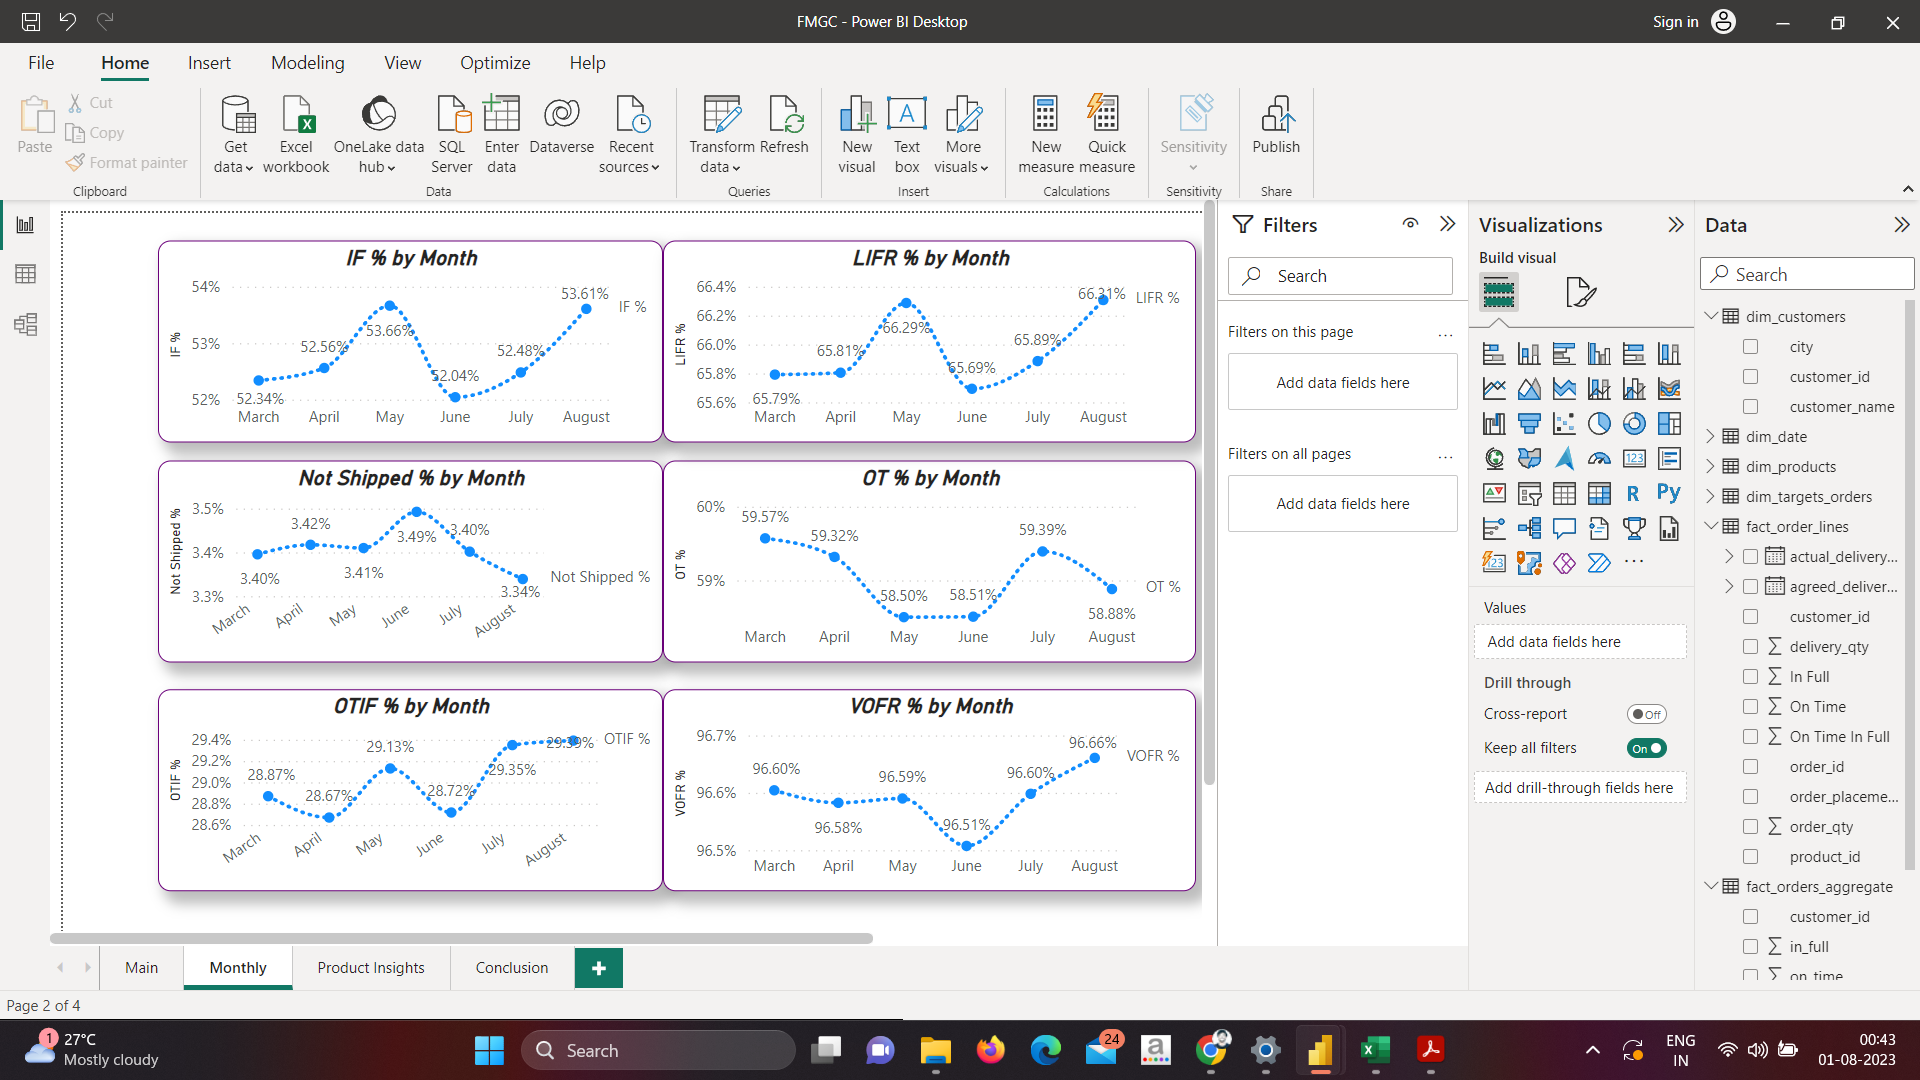 FMGC - Power BI Desktop
Sign in
File Home Insert Modeling View Optimize Help
Paste
Cut
Copy
Format painter
Clipboard
Get data
Excel workbook
OneLake data hub
SQL Server
Enter data
Dataverse
Recent sources
Data
Transform data
Refresh
Queries
New visual
Text box
More visuals
Insert
New measure
Quick measure
Calculations
Sensitivity
Sensitivity
Publish
Share
IF % by Month
IF %
54%
53%
52%
52.34%
52.56%
53.66%
52.04%
52.48%
53.61%
IF %
March April May June July August
LIFR % by Month
LIFR %
66.4%
66.2%
66.0%
65.8%
65.6%
65.79%
65.81%
66.29%
65.69%
65.89%
66.31%
LIFR %
March April May June July August
Not Shipped % by Month
Not Shipped %
3.5%
3.4%
3.3%
3.40%
3.42%
3.41%
3.49%
3.40%
3.34%
Not Shipped %
March April May June July August
OT % by Month
OT %
60%
59%
59.57%
59.32%
58.50%
58.51%
59.39%
58.88%
OT %
March April May June July August
OTIF % by Month
OTIF %
29.4%
29.2%
29.0%
28.8%
28.6%
28.87%
28.67%
29.13%
28.72%
29.35%
29.39%
OTIF %
March April May June July August
VOFR % by Month
VOFR %
96.7%
96.6%
96.5%
96.60%
96.58%
96.59%
96.51%
96.60%
96.66%
VOFR %
March April May June July August
Filters
Search
Filters on this page
...
Add data fields here
Filters on all pages
...
Add data fields here
Visualizations
Build visual
123
R
Py
123
...
Values
Add data fields here
Drill through
Cross-report
Off
Keep all filters
On
Add drill-through fields here
Data
Search
dim_customers
city
customer_id
customer_name
dim_date
dim_products
dim_targets_orders
fact_order_lines
actual_delivery...
agreed_deliver...
customer_id
delivery_qty
In Full
On Time
On Time In Full
order_id
order_placeme...
order_qty
product_id
fact_orders_aggregate
customer_id
in_full
on_time
Main Monthly Product Insights Conclusion
Page 2 of 4
1
27°C
Mostly cloudy
Search
24
a
ENG
IN
00:43
01-08-2023